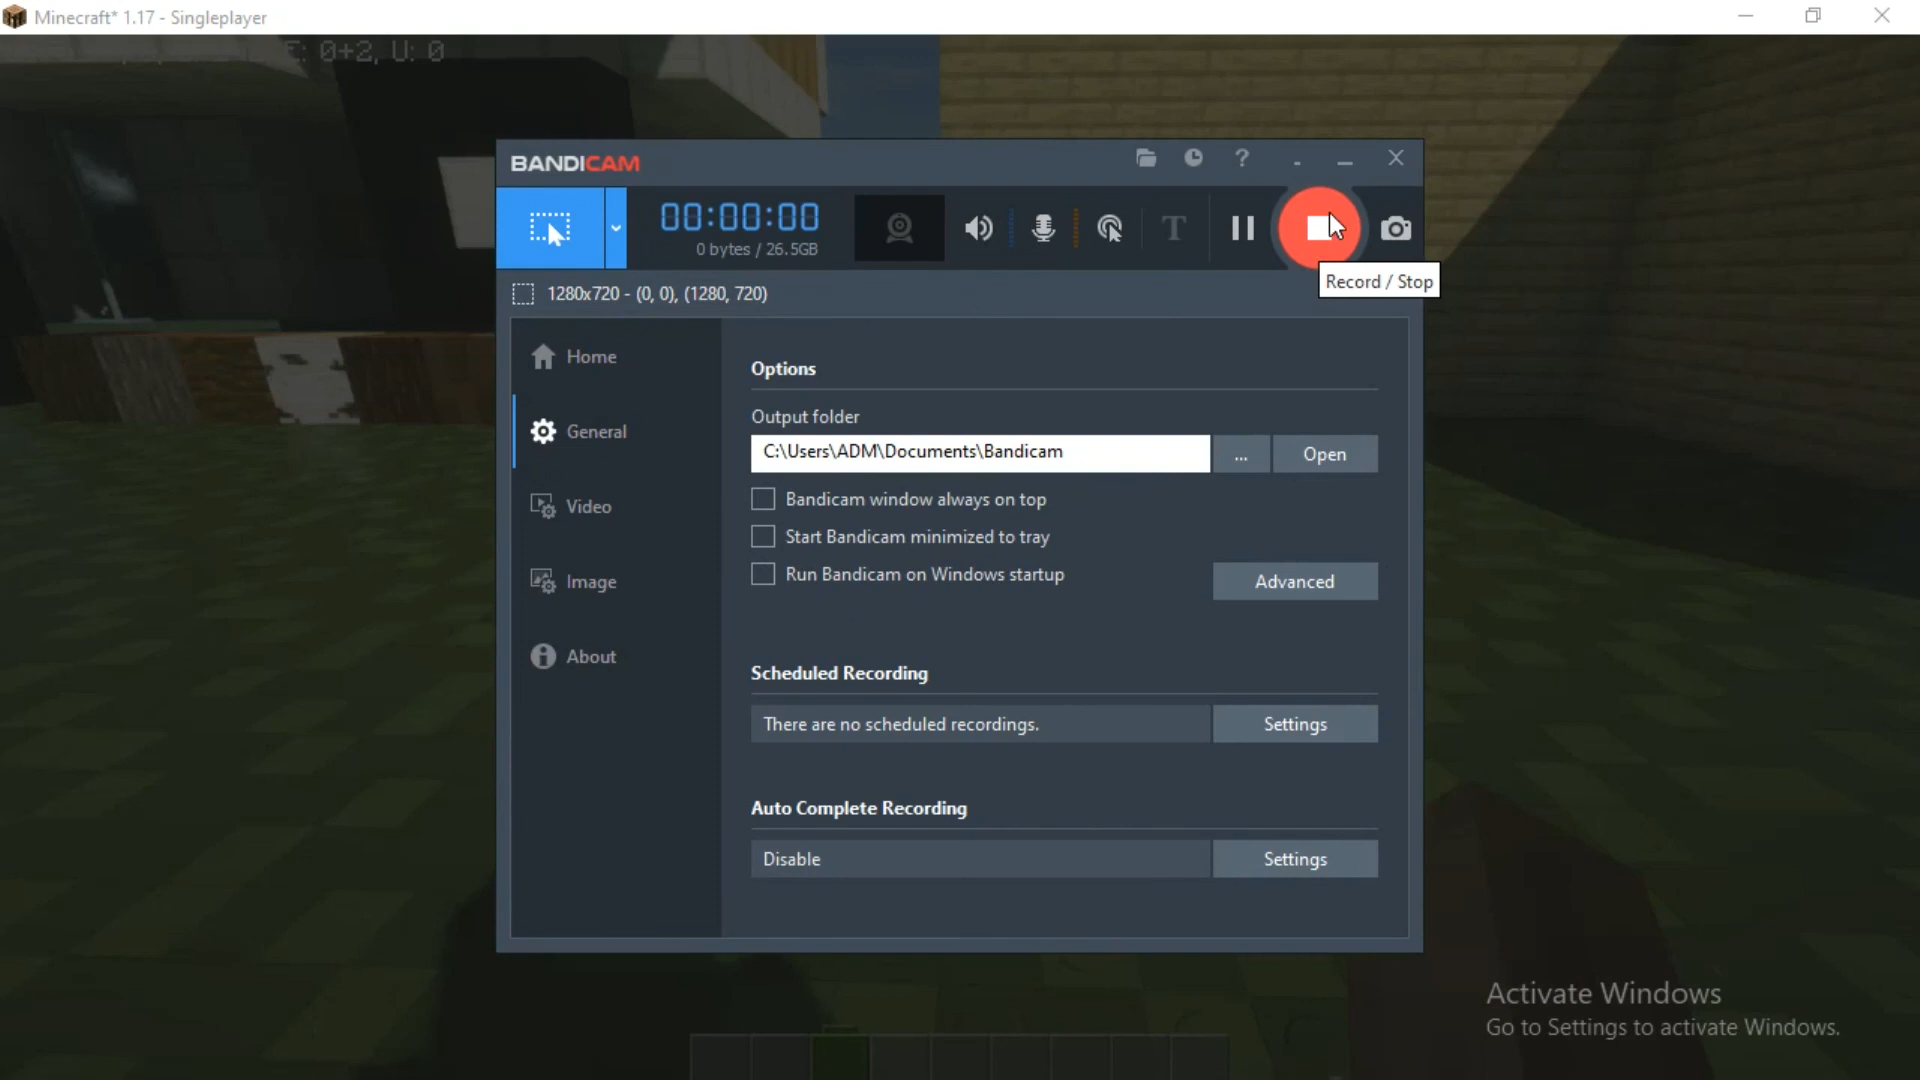 Minecraft* 1.17 - Singleplayer
E: 0+2, U: 0
BANDICAM
00:00:00
0 bytes / 26.5GB
T
Record / Stop
1280x720 - (0, 0), (1280, 720)
Home
General
Video
Image
About
Options
Output folder
C:\Users\ADM\Documents\Bandicam
...
Open
Bandicam window always on top
Start Bandicam minimized to tray
Run Bandicam on Windows startup
Advanced
Scheduled Recording
There are no scheduled recordings.
Settings
Auto Complete Recording
Disable
Settings
Activate Windows
Go to Settings to activate Windows.